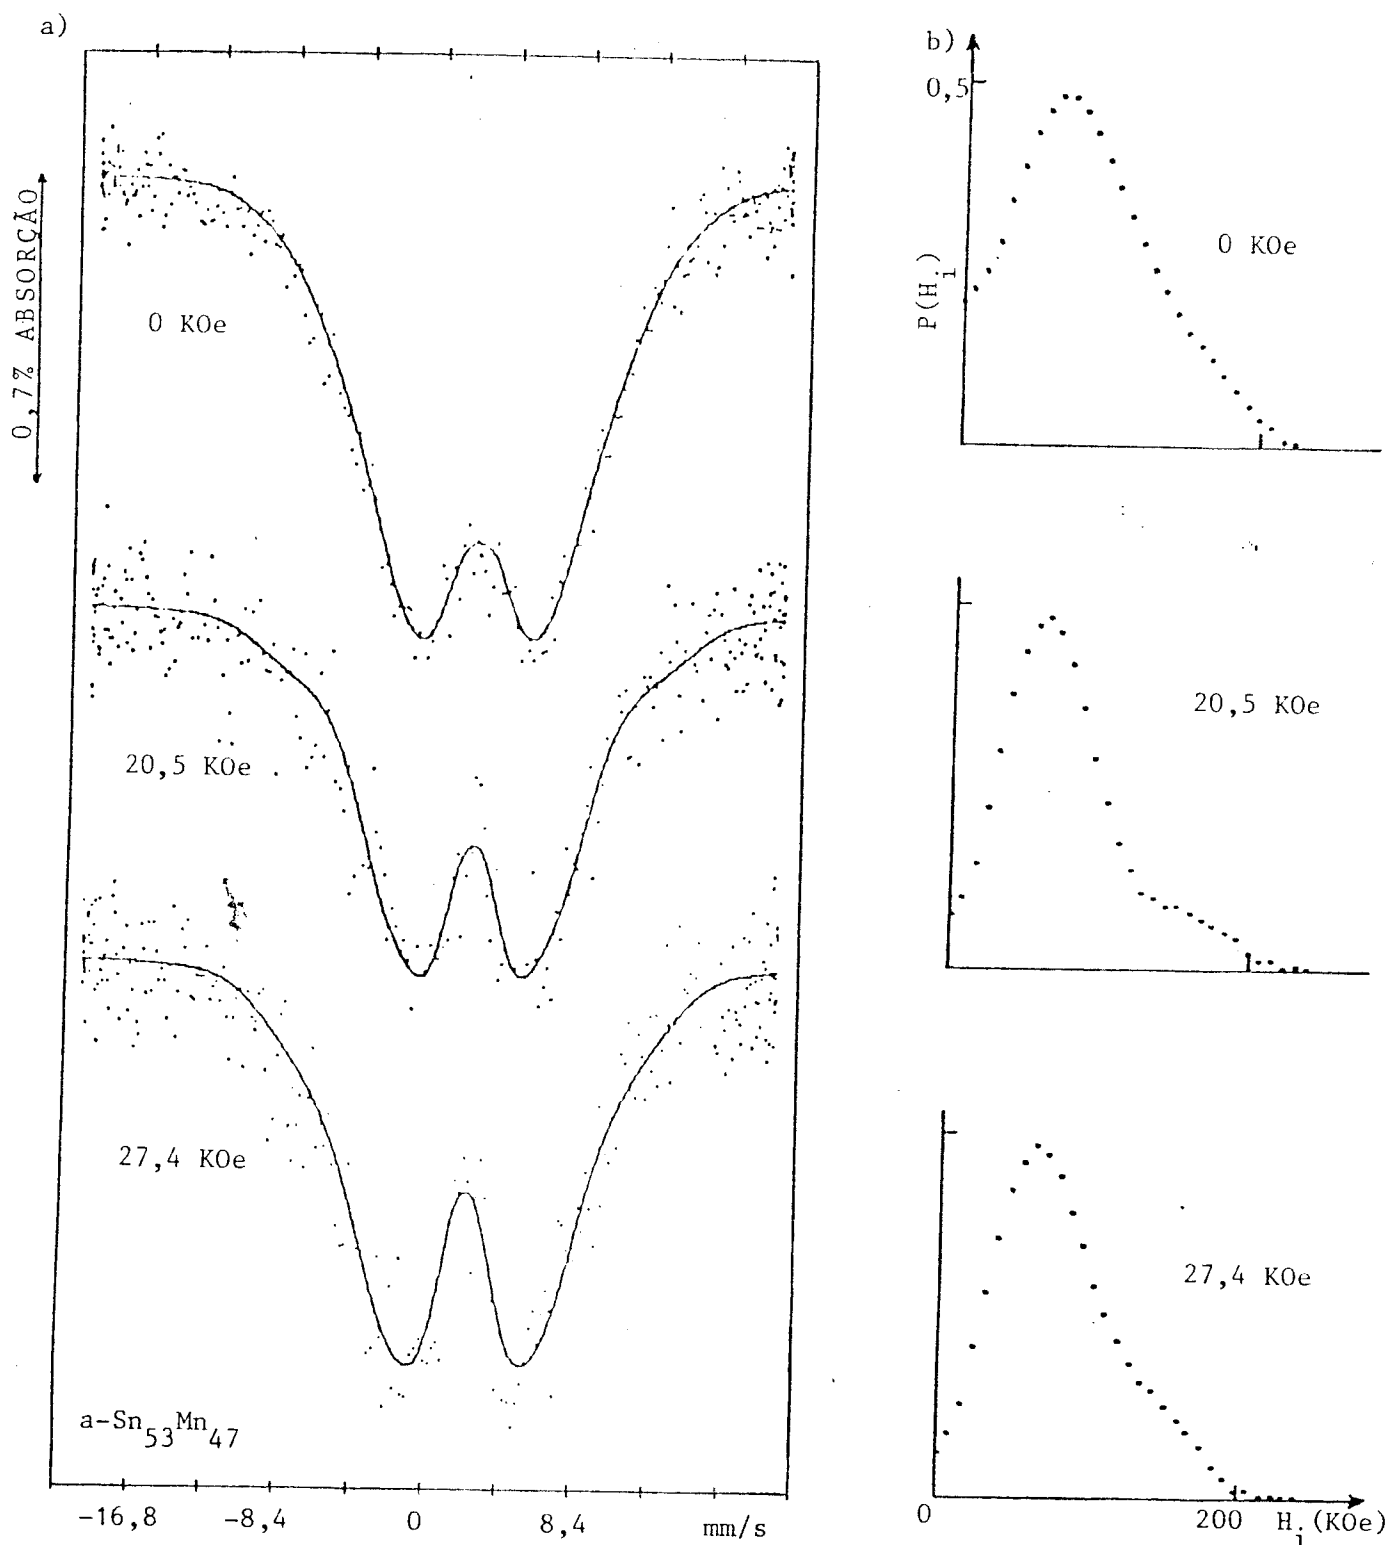 a)
0,7% ABSORÇÃO
0 KOe
20,5 KOe
27,4 KOe
a-Sn53Mn47
-16,8 -8,4 0 8,4 mm/s
b)
0,5
P(Hi)
0 KOe
20,5 KOe
27,4 KOe
0 200 Hi(KOe)